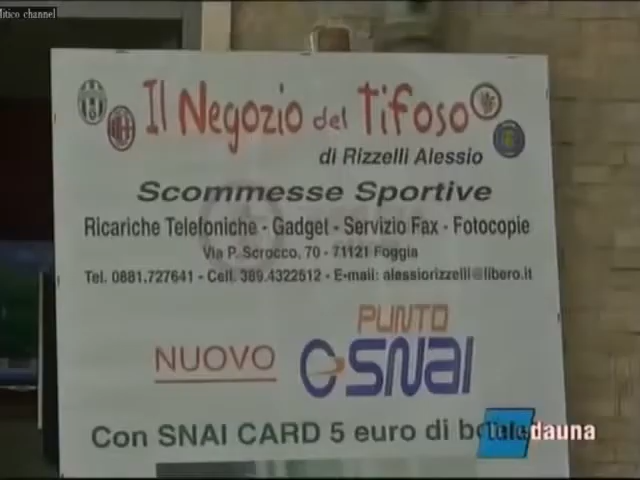 Mitico channel
Il Negozio del Tifoso
di Rizzelli Alessio
Scommesse Sportive
Ricariche Telefoniche - Gadget - Servizio Fax - Fotocopie
Via P. Scrocco, 70 - 71121 Foggia
Tel. 0881.727641 - Cell. 389.4322512 - E-mail: alessiorizzelli@libero.it
PUNTO
NUOVO SNAI
Con SNAI CARD 5 euro di
teledauna